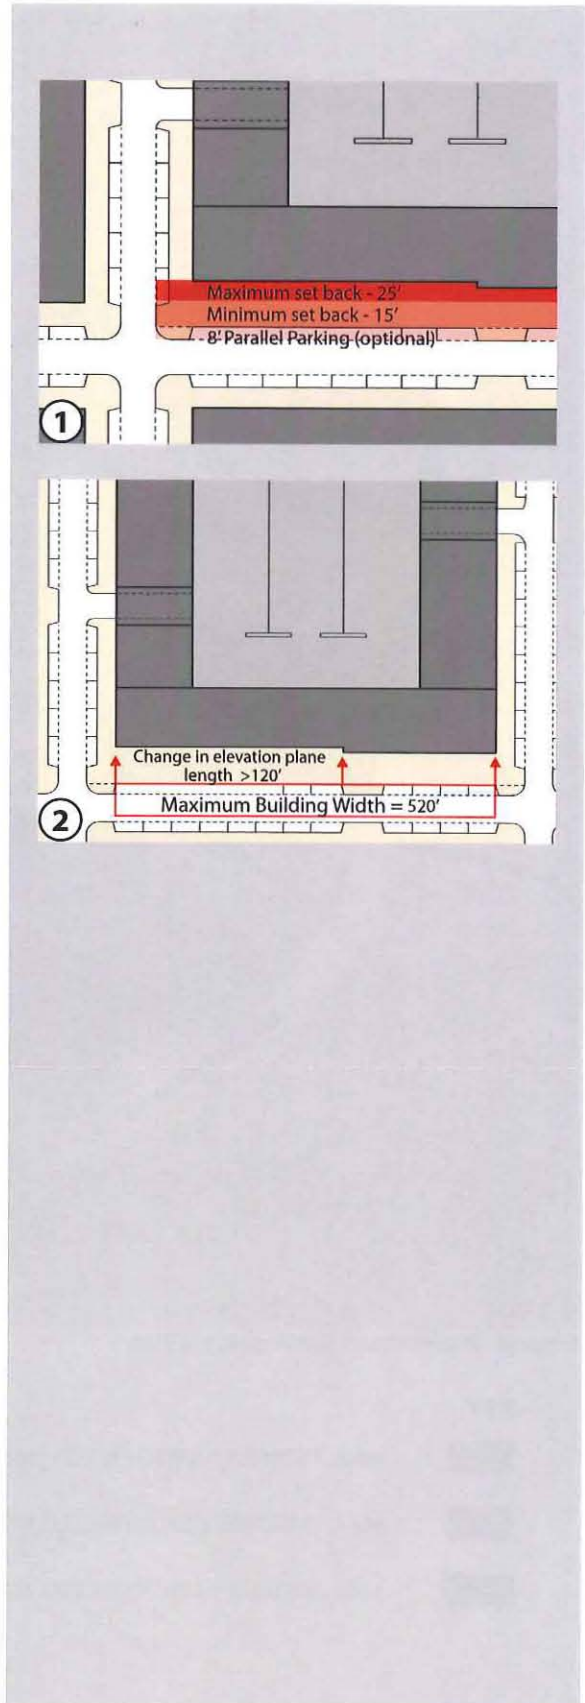 Maximum set back - 25'
Minimum set back - 15'
8' Parallel Parking (optional)
1
Change in elevation plane
length >120'
Maximum Building Width = 520'
2